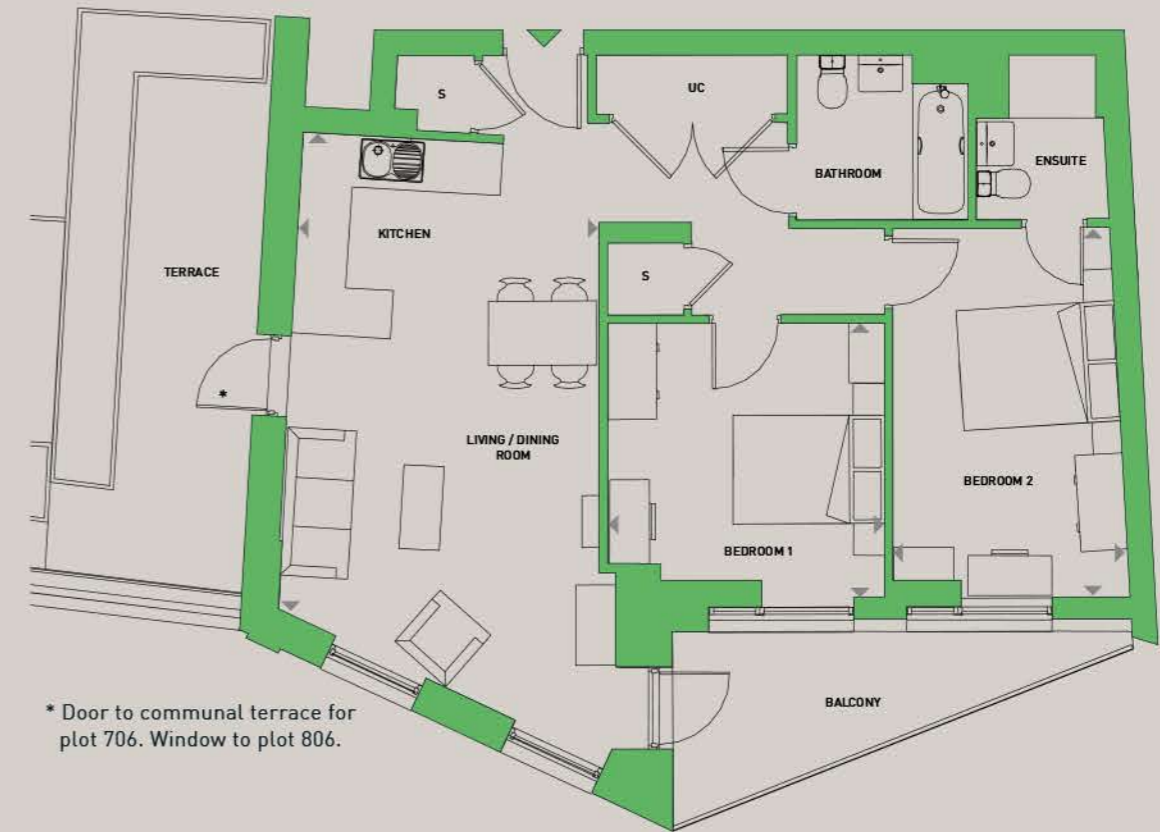 S
UC
BATHROOM
ENSUITE
KITCHEN
TERRACE
S
*
LIVING / DINING
ROOM
BEDROOM 2
BEDROOM 1
BALCONY
* Door to communal terrace for
plot 706. Window to plot 806.